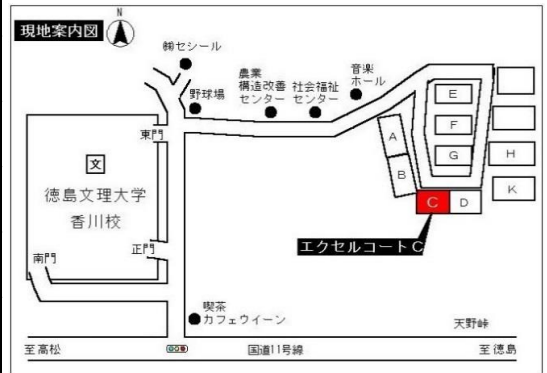 現地案内図
N
㈱セシール
野球場
農業
構造改善
センター
社会福祉
センター
音楽
ホール
東門
文
徳島文理大学
香川校
正門
南門
A
B
C
D
E
F
G
H
K
エクセルコートC
喫茶
カフェウイーン
天野峠
至高松
国道11号線
至徳島